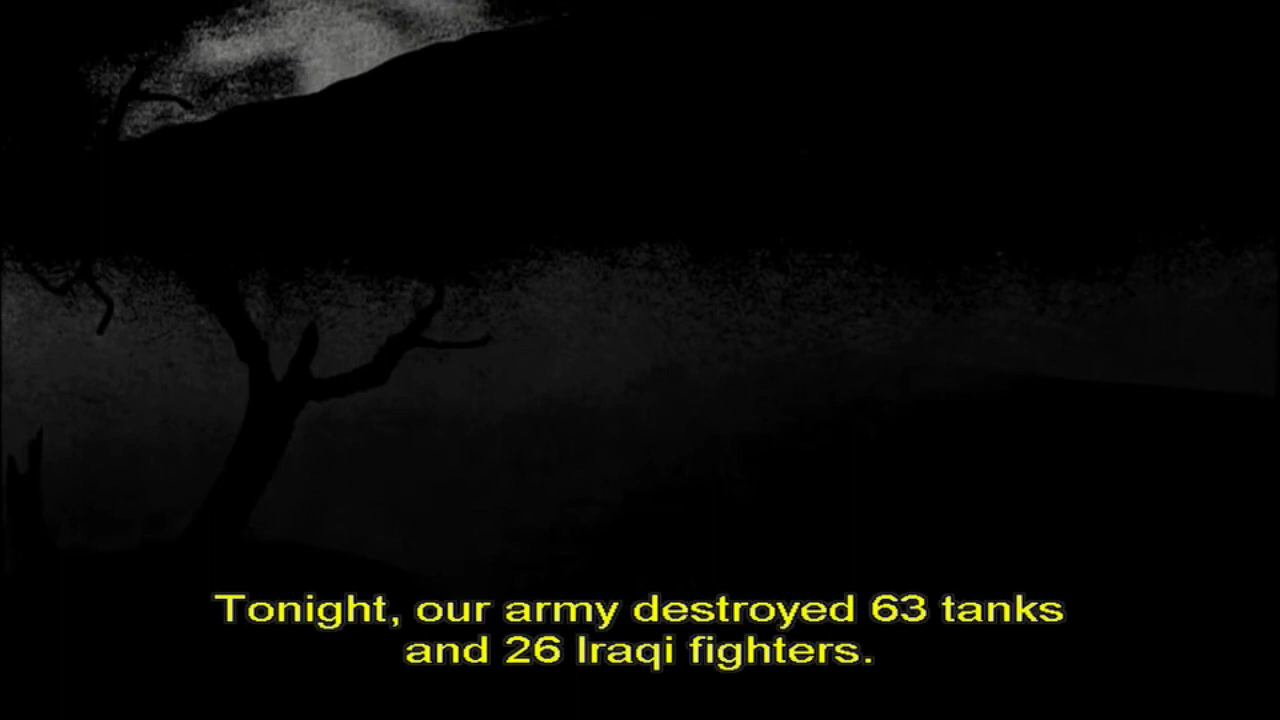 Tonight, our army destroyed 63 tanks
and 26 Iraqi fighters.